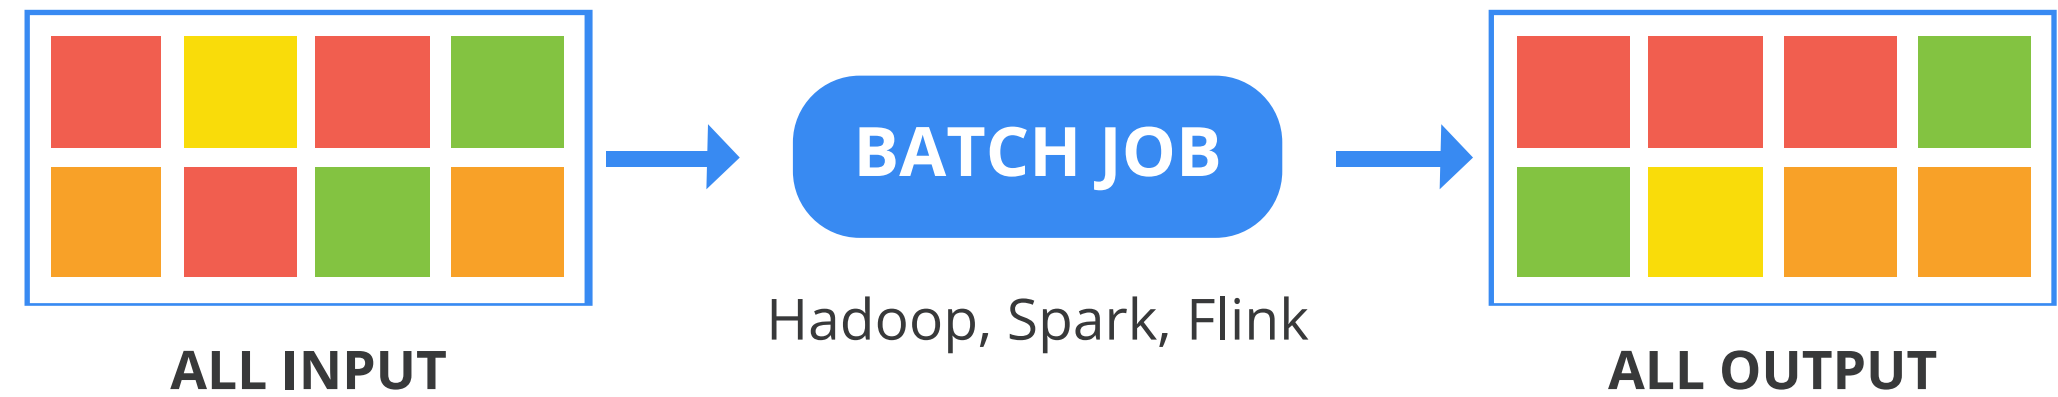 BATCH JOB
Hadoop, Spark, Flink
ALL INPUT
ALL OUTPUT